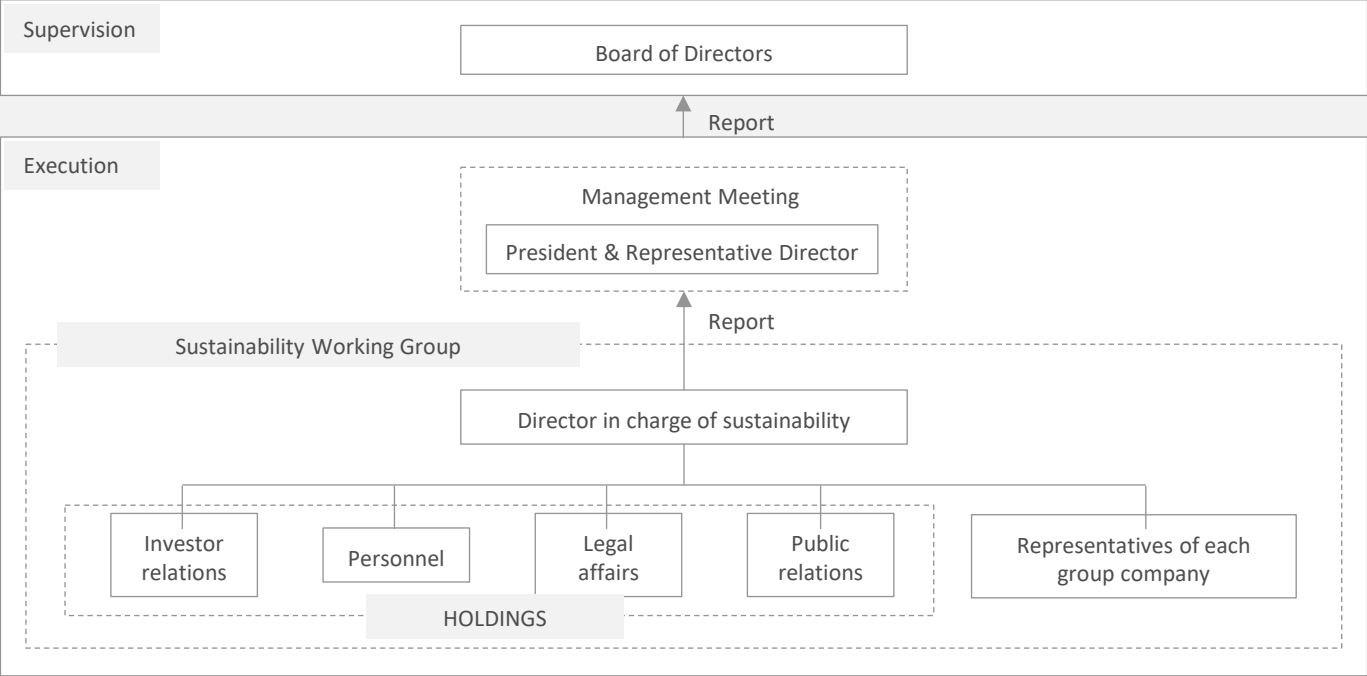 Supervision
Board of Directors
Report
Execution
Management Meeting
President & Representative Director
Report
Sustainability Working Group
Director in charge of sustainability
Investor
relations
Personnel
Legal
affairs
Public
relations
Representatives of each
group company
HOLDINGS